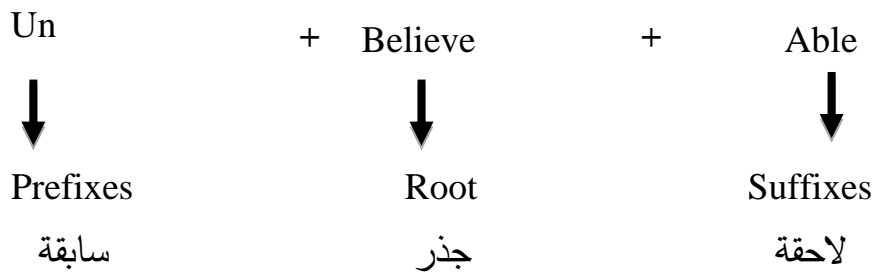 Un + Believe + Able
Prefixes Root Suffixes
سابقة جذر لاحقة